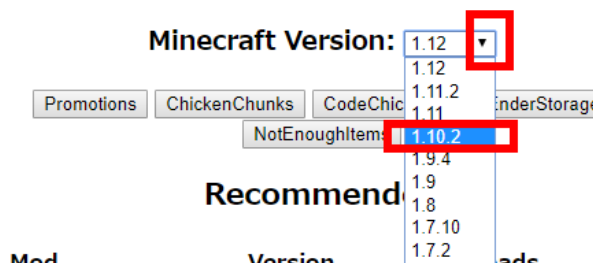 Minecraft Version: 1.12
1.12
1.11.2
Promotions ChickenChunks CodeChic EnderStorage
1.11
NotEnoughItems 1.10.2
1.9.4
1.9
Recommend
1.8
1.7.10
1.7.2
Mod Version ads